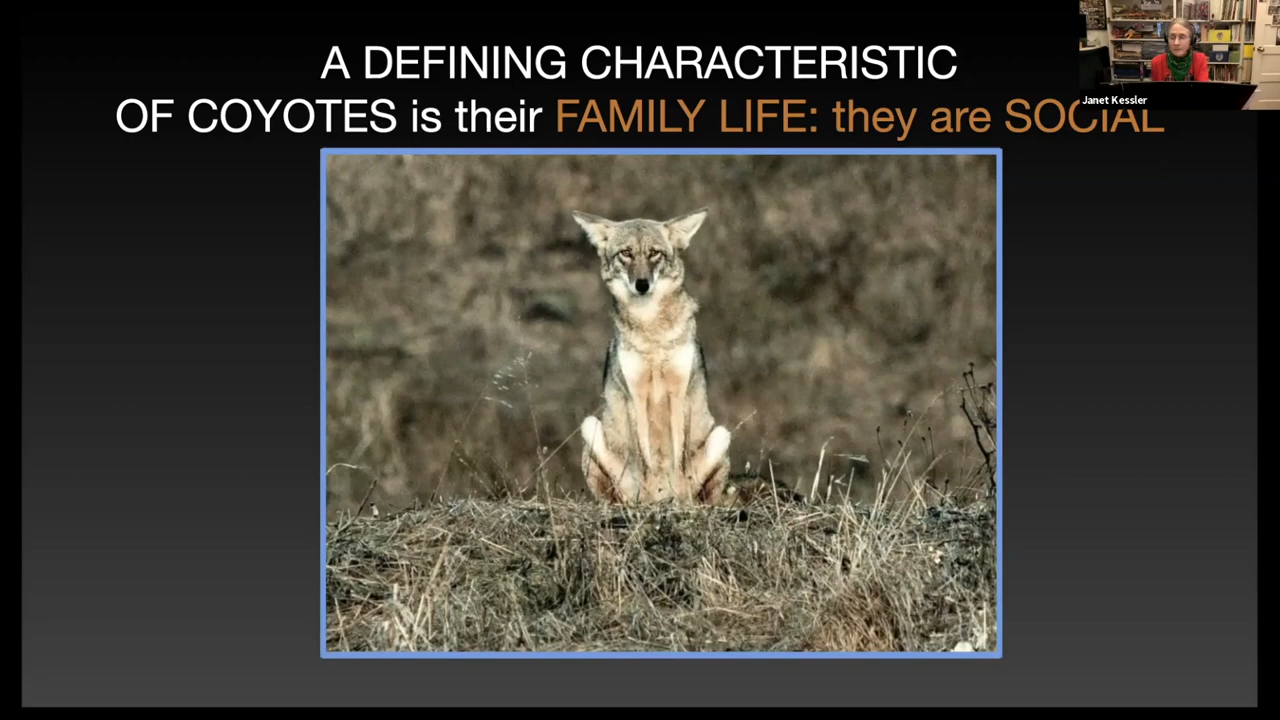 A DEFINING CHARACTERISTIC
OF COYOTES is their FAMILY LIFE: they are SOCIAL
Janet Kessler